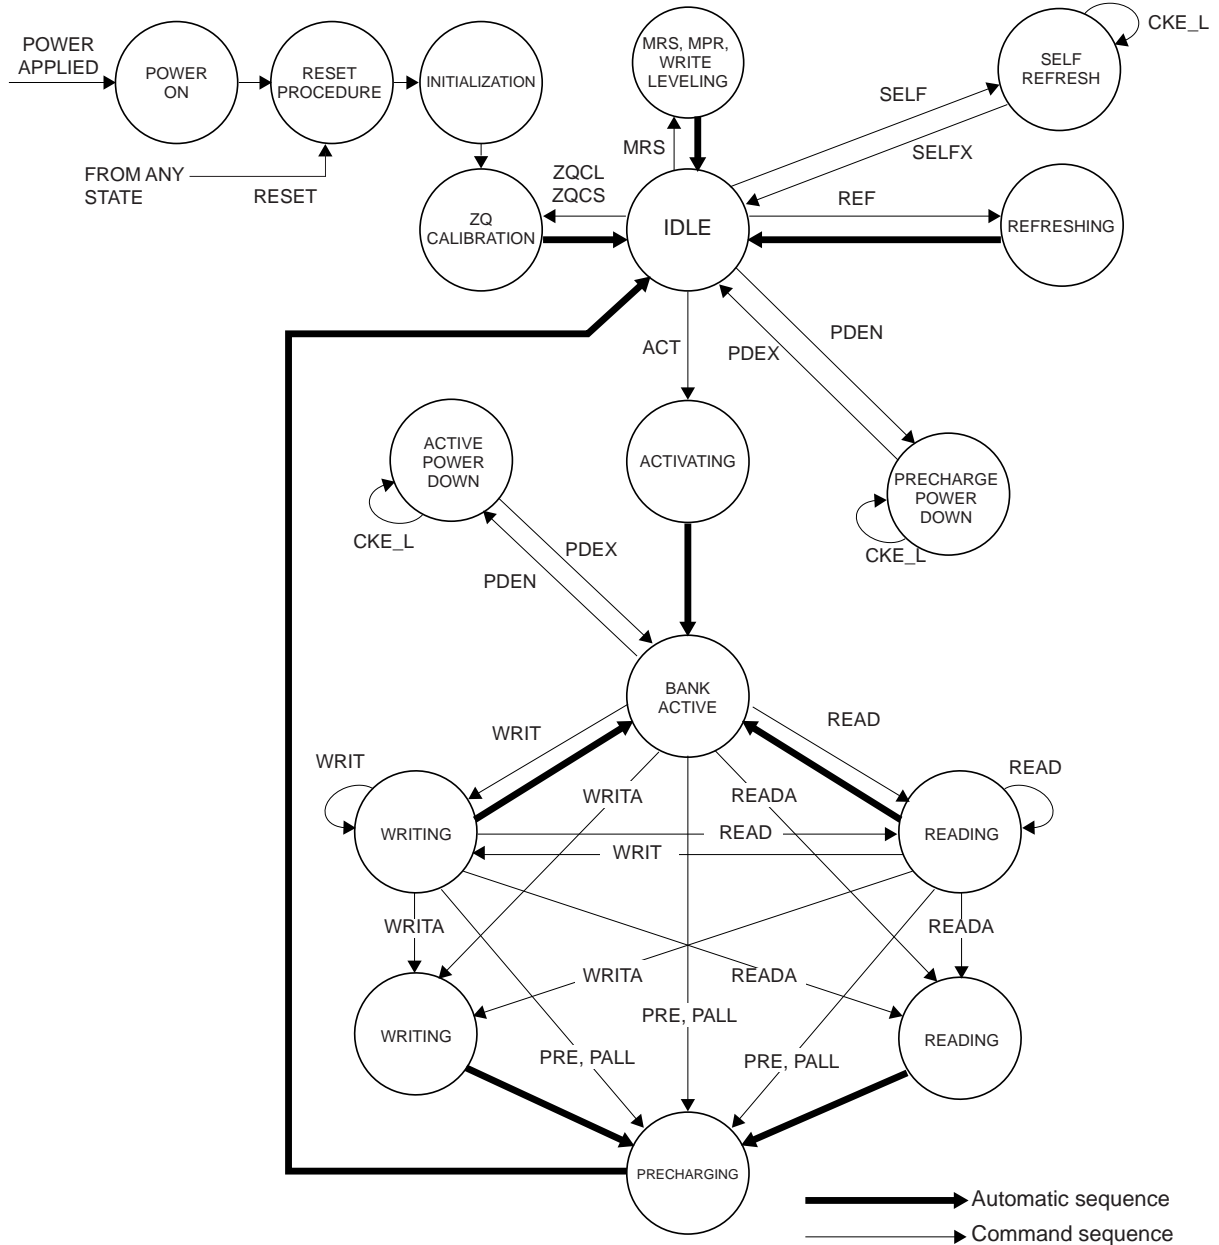 POWER
APPLIED
POWER
ON
RESET
PROCEDURE
INITIALIZATION
MRS, MPR,
WRITE
LEVELING
SELF
REFRESH
CKE_L
FROM ANY
STATE
RESET
ZQCL
ZQCS
MRS
SELF
SELFX
REF
ZQ
CALIBRATION
IDLE
REFRESHING
ACT
PDEX
PDEN
ACTIVE
POWER
DOWN
ACTIVATING
PRECHARGE
POWER
DOWN
CKE_L
CKE_L
PDEX
PDEN
BANK
ACTIVE
WRIT
READ
WRIT
WRITA
READA
READ
WRITING
READ
READING
WRIT
WRITA
READA
WRITA
READA
WRITING
PRE, PALL
READING
PRE, PALL
PRE, PALL
PRECHARGING
Automatic sequence
Command sequence